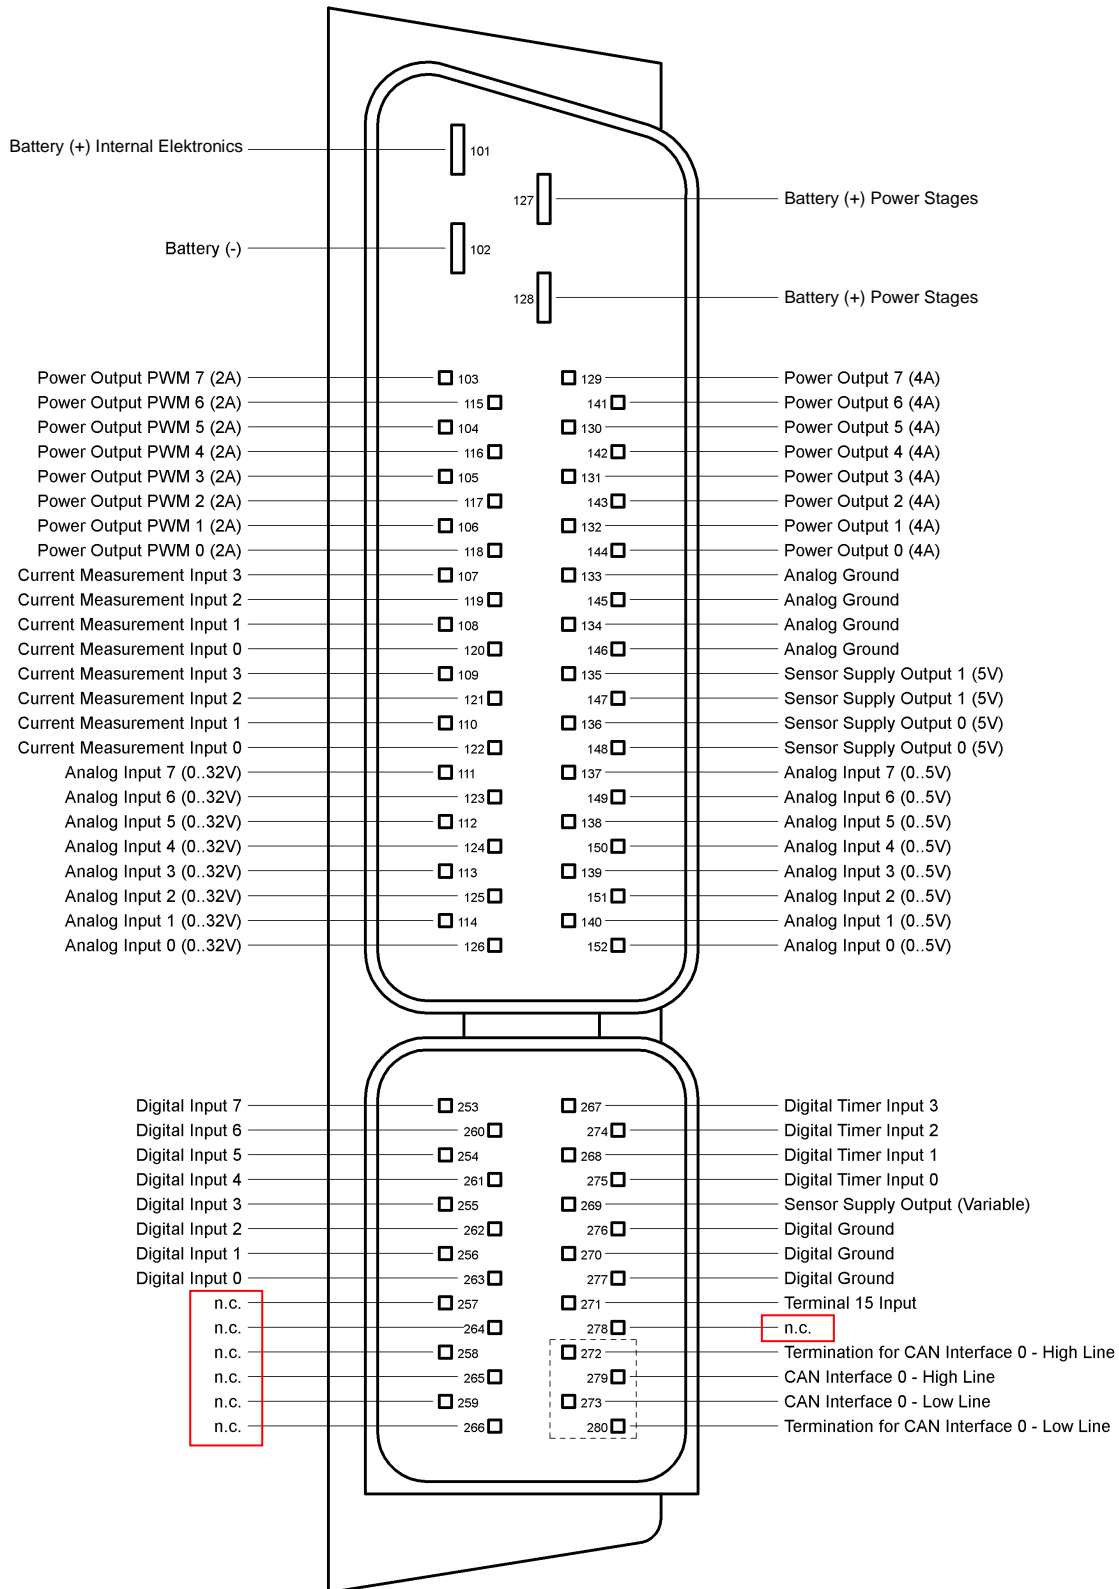 Battery (+) Internal Elektronics 101
127 Battery (+) Power Stages
Battery (-) 102
128 Battery (+) Power Stages
Power Output PWM 7 (2A) 103 129 Power Output 7 (4A)
Power Output PWM 6 (2A) 115 141 Power Output 6 (4A)
Power Output PWM 5 (2A) 104 130 Power Output 5 (4A)
Power Output PWM 4 (2A) 116 142 Power Output 4 (4A)
Power Output PWM 3 (2A) 105 131 Power Output 3 (4A)
Power Output PWM 2 (2A) 117 143 Power Output 2 (4A)
Power Output PWM 1 (2A) 106 132 Power Output 1 (4A)
Power Output PWM 0 (2A) 118 144 Power Output 0 (4A)
Current Measurement Input 3 107 133 Analog Ground
Current Measurement Input 2 119 145 Analog Ground
Current Measurement Input 1 108 134 Analog Ground
Current Measurement Input 0 120 146 Analog Ground
Current Measurement Input 3 109 135 Sensor Supply Output 1 (5V)
Current Measurement Input 2 121 147 Sensor Supply Output 1 (5V)
Current Measurement Input 1 110 136 Sensor Supply Output 0 (5V)
Current Measurement Input 0 122 148 Sensor Supply Output 0 (5V)
Analog Input 7 (0..32V) 111 137 Analog Input 7 (0..5V)
Analog Input 6 (0..32V) 123 149 Analog Input 6 (0..5V)
Analog Input 5 (0..32V) 112 138 Analog Input 5 (0..5V)
Analog Input 4 (0..32V) 124 150 Analog Input 4 (0..5V)
Analog Input 3 (0..32V) 113 139 Analog Input 3 (0..5V)
Analog Input 2 (0..32V) 125 151 Analog Input 2 (0..5V)
Analog Input 1 (0..32V) 114 140 Analog Input 1 (0..5V)
Analog Input 0 (0..32V) 126 152 Analog Input 0 (0..5V)
Digital Input 7 253 267 Digital Timer Input 3
Digital Input 6 260 274 Digital Timer Input 2
Digital Input 5 254 268 Digital Timer Input 1
Digital Input 4 261 275 Digital Timer Input 0
Digital Input 3 255 269 Sensor Supply Output (Variable)
Digital Input 2 262 276 Digital Ground
Digital Input 1 256 270 Digital Ground
Digital Input 0 263 277 Digital Ground
n.c. 257 271 Terminal 15 Input
n.c. 264 278 n.c.
n.c. 258 272 Termination for CAN Interface 0 - High Line
n.c. 265 279 CAN Interface 0 - High Line
n.c. 259 273 CAN Interface 0 - Low Line
n.c. 266 280 Termination for CAN Interface 0 - Low Line